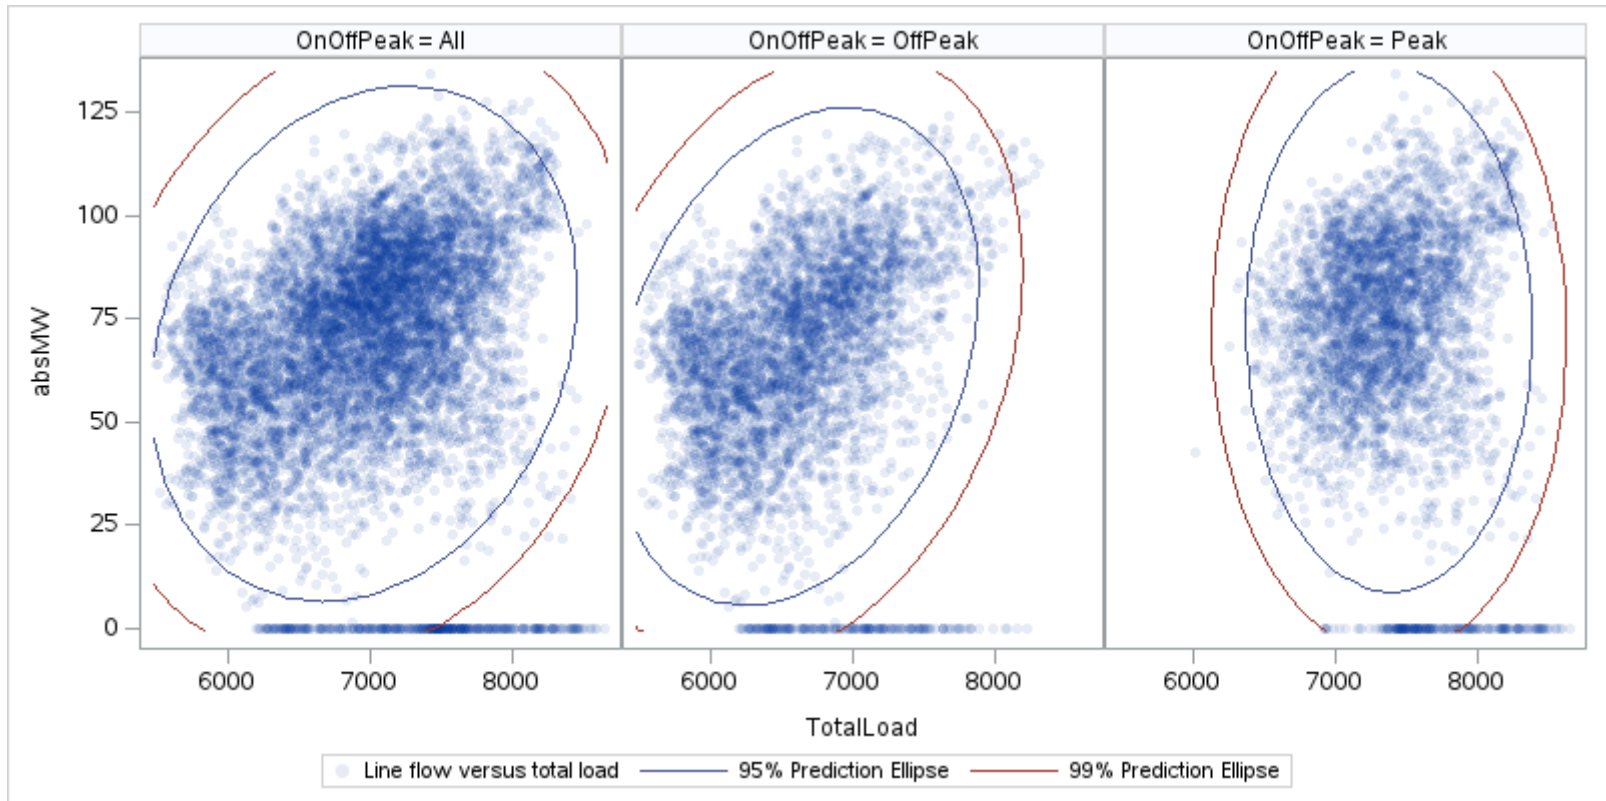 OnOffPeak = All
OnOffPeak = OffPeak
OnOffPeak = Peak
absMW
125
100
75
50
25
0
6000 7000 8000
6000 7000 8000
6000 7000 8000
TotalLoad
Line flow versus total load
95% Prediction Ellipse
99% Prediction Ellipse